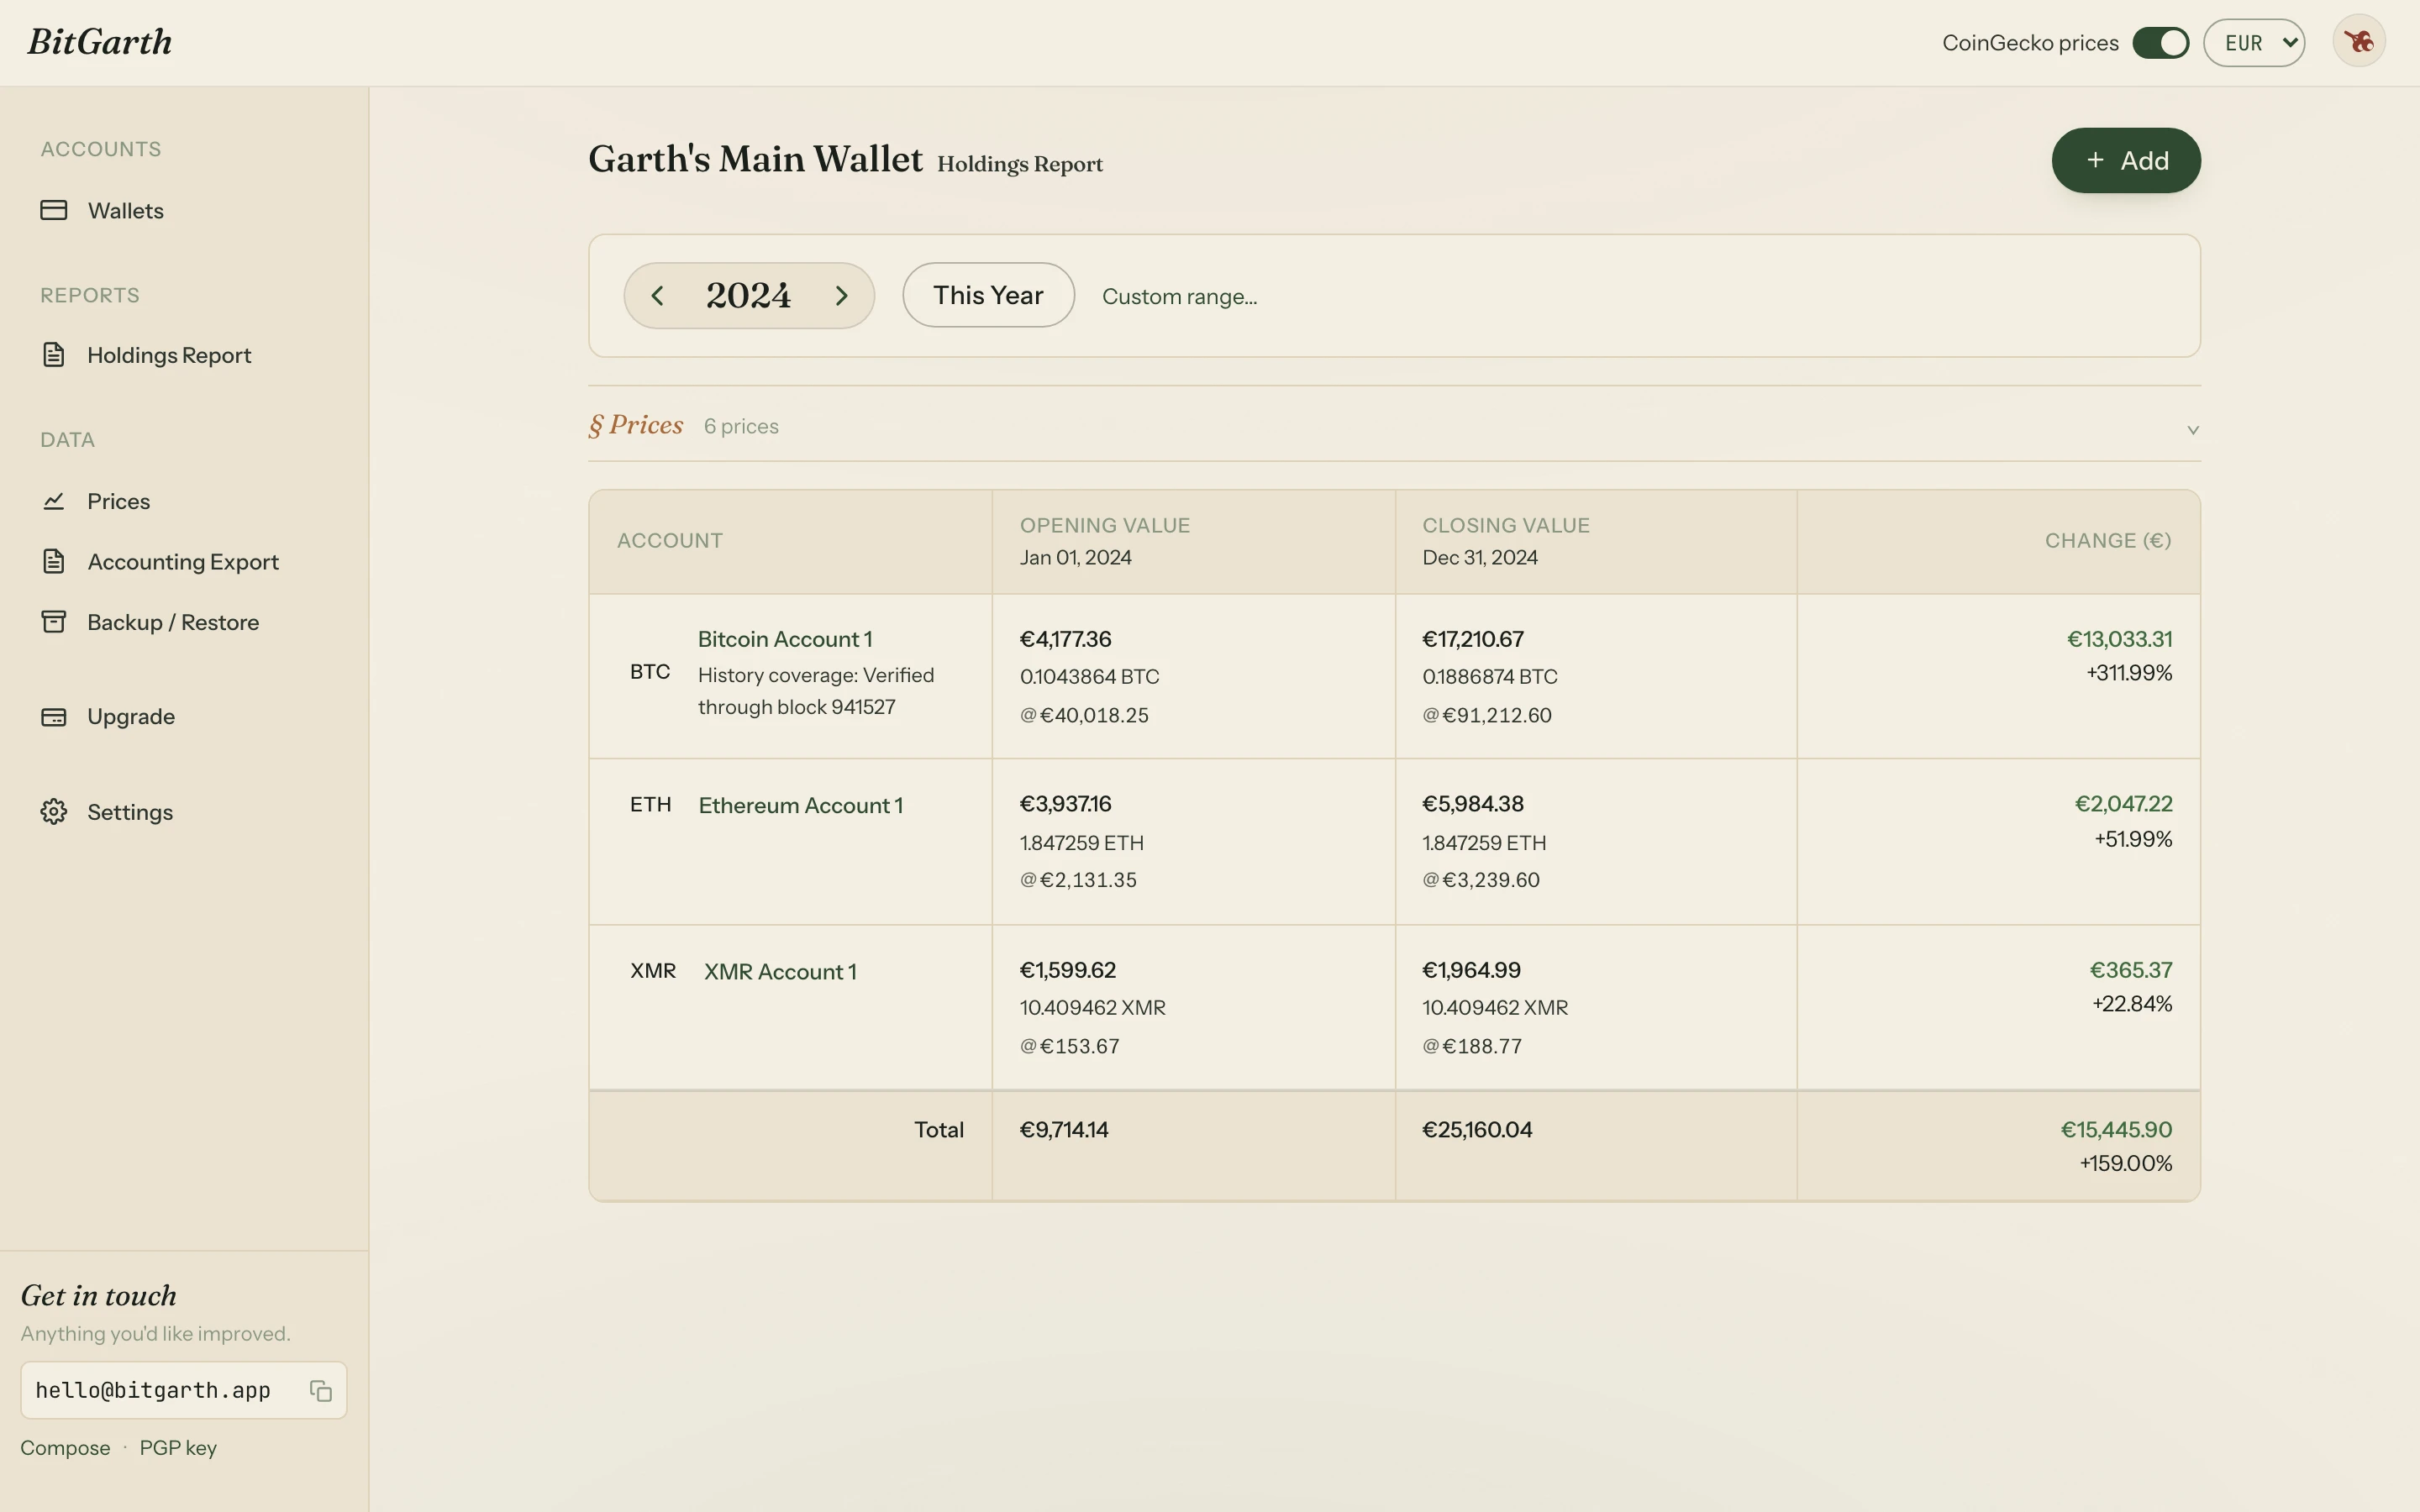 BitGarth
CoinGecko prices
EUR
ACCOUNTS
Wallets
REPORTS
Holdings Report
DATA
Prices
Accounting Export
Backup / Restore
Upgrade
Settings
Get in touch
Anything you'd like improved.
hello@bitgarth.app
Compose · PGP key
Garth's Main Wallet Holdings Report
+ Add
2024
This Year
Custom range...
§ Prices 6 prices
ACCOUNT
OPENING VALUE
Jan 01, 2024
CLOSING VALUE
Dec 31, 2024
CHANGE (€)
BTC
Bitcoin Account 1
History coverage: Verified
through block 941527
€4,177.36
0.1043864 BTC
@ €40,018.25
€17,210.67
0.1886874 BTC
@ €91,212.60
€13,033.31
+311.99%
ETH
Ethereum Account 1
€3,937.16
1.847259 ETH
@ €2,131.35
€5,984.38
1.847259 ETH
@ €3,239.60
€2,047.22
+51.99%
XMR
XMR Account 1
€1,599.62
10.409462 XMR
@ €153.67
€1,964.99
10.409462 XMR
@ €188.77
€365.37
+22.84%
Total
€9,714.14
€25,160.04
€15,445.90
+159.00%